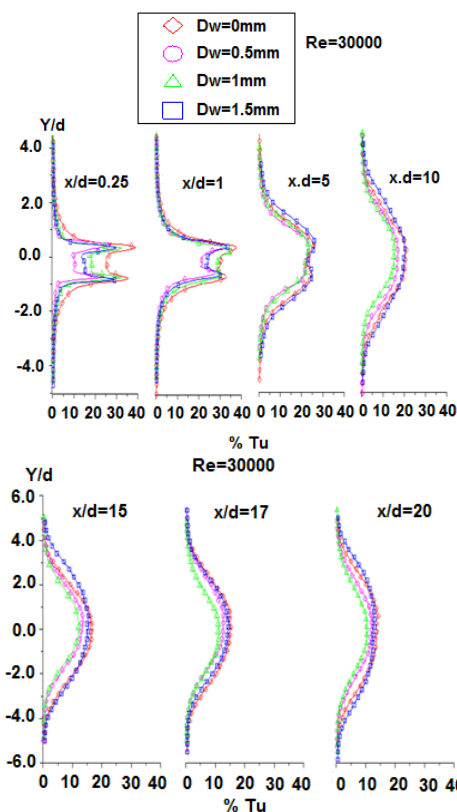 Dw=0mm
Re=30000
Dw=0.5mm
Dw=1mm
Dw=1.5mm
Y/d
4.0
x/d=0.25
x/d=1
x.d=5
x.d=10
2.0
0.0
-2.0
-4.0
0 10 20 30 40 0 10 20 30 40 0 10 20 30 40 0 10 20 30 40
% Tu
Re=30000
Y/d
6.0
x/d=15
x/d=17
x/d=20
4.0
2.0
0.0
-2.0
-4.0
-6.0
0 10 20 30 40 0 10 20 30 40 0 10 20 30 40
% Tu